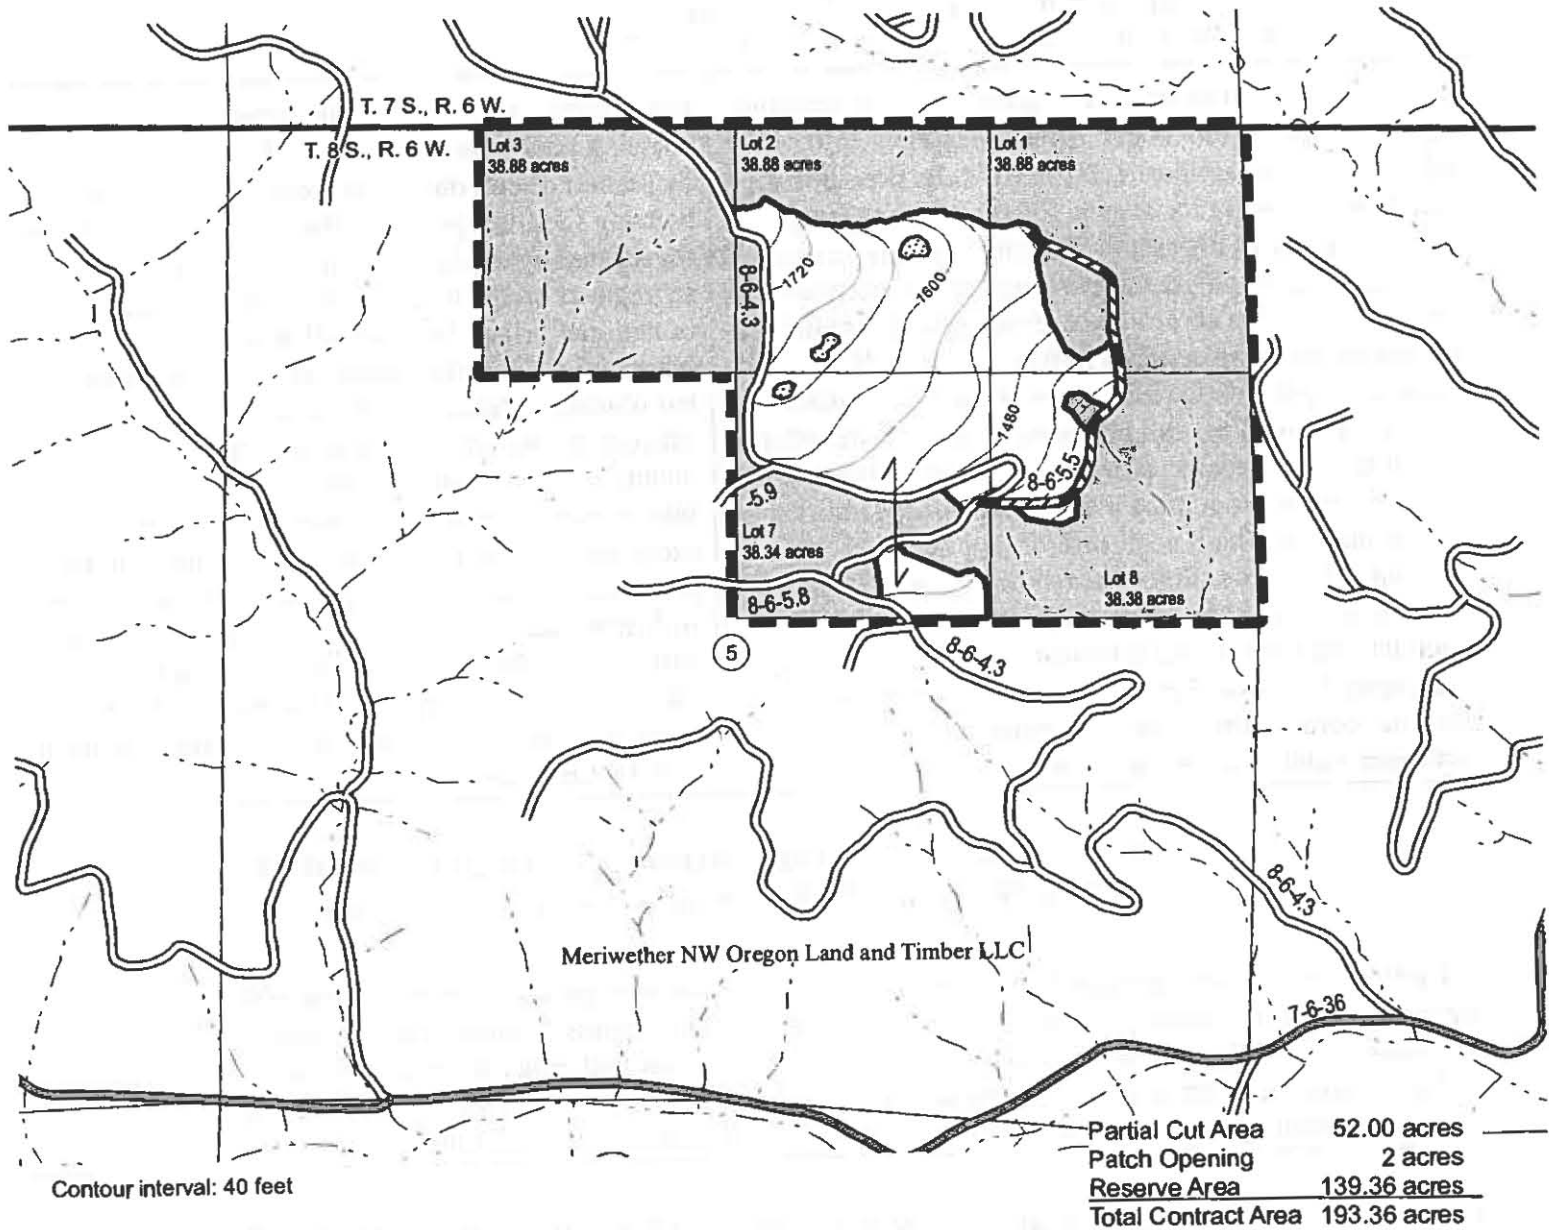 T. 7 S., R. 6 W.
T. 8 S., R. 6 W.
Lot 3
38.88 acres
Lot 2
38.88 acres
Lot 1
38.88 acres
8-6-4.3
1720
1600
1480
8-6-5.5
-5.9
Lot 7
38.34 acres
Lot 8
38.38 acres
8-6-5.8
5
8-6-4.3
8-6-4.3
Meriwether NW Oregon Land and Timber LLC
7-6-36
Contour interval: 40 feet
Partial Cut Area 52.00 acres
Patch Opening 2 acres
Reserve Area 139.36 acres
Total Contract Area 193.36 acres